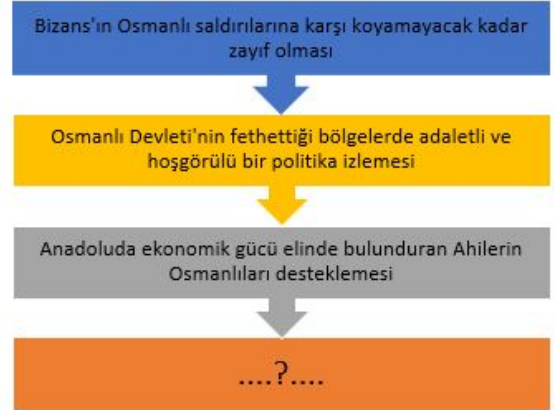 Bizans'ın Osmanlı saldırılarına karşı koyamayacak kadar
zayıf olması
Osmanlı Devleti'nin fethettiği bölgelerde adaletli ve
hoşgörülü bir politika izlemesi
Anadoluda ekonomik gücü elinde bulunduran Ahilerin
Osmanlıları desteklemesi
....?....